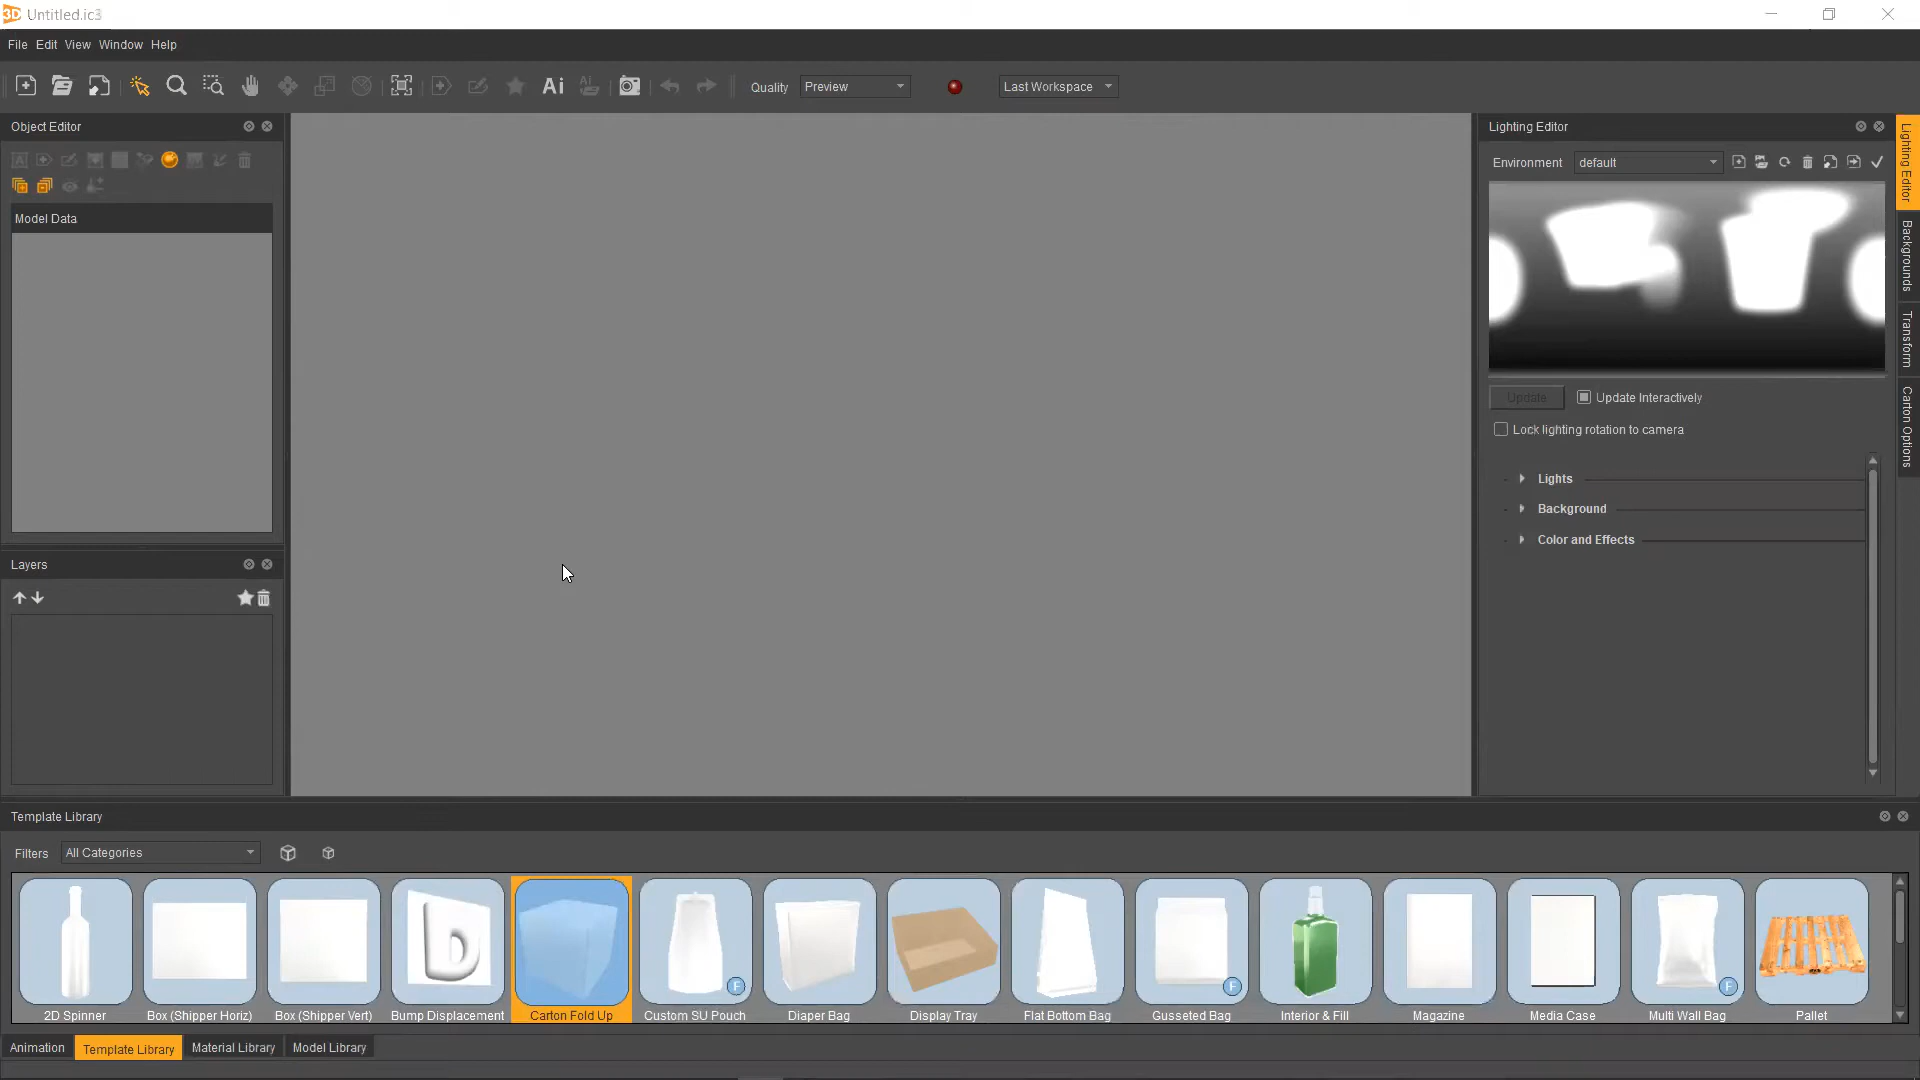 3D Untitled.ic3
File Edit View Window Help
Ai Quality Preview Last Workspace
Object Editor
Model Data
Layers
Lighting Editor
Environment default
Update Update Interactively
Lock lighting rotation to camera
Lights
Background
Color and Effects
Lighting Editor
Backgrounds
Transform
Carton Options
Template Library
Filters All Categories
b
F F F
2D Spinner Box (Shipper Horiz) Box (Shipper Vert) Bump Displacement Carton Fold Up Custom SU Pouch Diaper Bag Display Tray Flat Bottom Bag Gusseted Bag Interior & Fill Magazine Media Case Multi Wall Bag Pallet
Animation Template Library Material Library Model Library